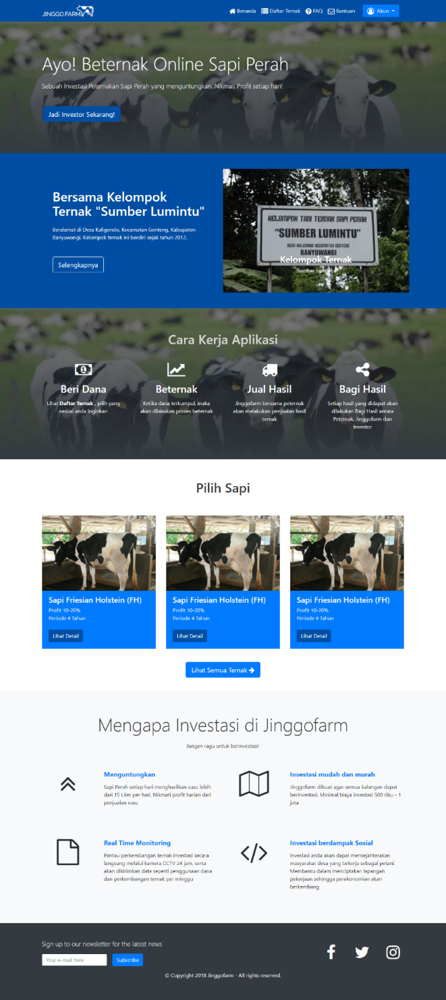 JINGGO.FARM
Beranda Daftar Ternak FAQ Bantuan Akun
Ayo! Beternak Online Sapi Perah
Sebuah Investasi Peternakan Sapi Perah yang menguntungkan. Nikmati Profit setiap hari!
Jadi Investor Sekarang!
Bersama Kelompok
Ternak "Sumber Lumintu"
Beralamat di Desa Kaligondo, Kecamatan Genteng, Kabupaten
Banyuwangi. Kelompok ternak ini berdiri sejak tahun 2012.
Selengkapnya
KELOMPOK TANI TERNAK SAPI PERAH
"SUMBER LUMINTU"
DESA KALIGONDO KECAMATAN GENTENG
BANYUWANGI
Kelompok Ternak
Sumber Lumintu
Cara Kerja Aplikasi
Beri Dana
Lihat Daftar Ternak , pilih yang
sesuai anda inginkan
Beternak
Ketika dana terkumpul, maka
akan dilakukan proses beternak
Jual Hasil
Jinggofarm bersama peternak
akan melakukan penjualan hasil
ternak
Bagi Hasil
Setiap hasil yang didapat akan
dilakukan Bagi Hasil antara
Peternak, Jinggofarm dan
Investor
Pilih Sapi
Sapi Friesian Holstein (FH)
Profit 10-20%
Periode 4 Tahun
Lihat Detail
Sapi Friesian Holstein (FH)
Profit 10-20%
Periode 4 Tahun
Lihat Detail
Sapi Friesian Holstein (FH)
Profit 10-20%
Periode 4 Tahun
Lihat Detail
Lihat Semua Ternak
Mengapa Investasi di Jinggofarm
Jangan ragu untuk berinvestasi!
Menguntungkan
Sapi Perah setiap hari menghasilkan susu lebih
dari 15 Liter per hari. Nikmati profit harian dari
penjualan susu
Investasi mudah dan murah
Jinggofarm dibuat agar semua kalangan dapat
berinvestasi. Minimal biaya investasi 500 ribu - 1
juta
Real Time Monitoring
Pantau perkembangan ternak investasi secara
langsung melalui kamera CCTV 24 jam, serta
akan dikirimkan data seperti penggunaan dana
dan perkembangan ternak per minggu
Investasi berdampak Sosial
Investasi anda akan dapat mensejahterakan
masyarakat desa yang bekerja sebagai petani.
Membantu dalam menciptakan lapangan
pekerjaan sehingga perekonomian akan
berkembang
Sign up to our newsletter for the latest news
Your e-mail here Subscribe
© Copyright 2018 Jinggofarm - All rights reserved.